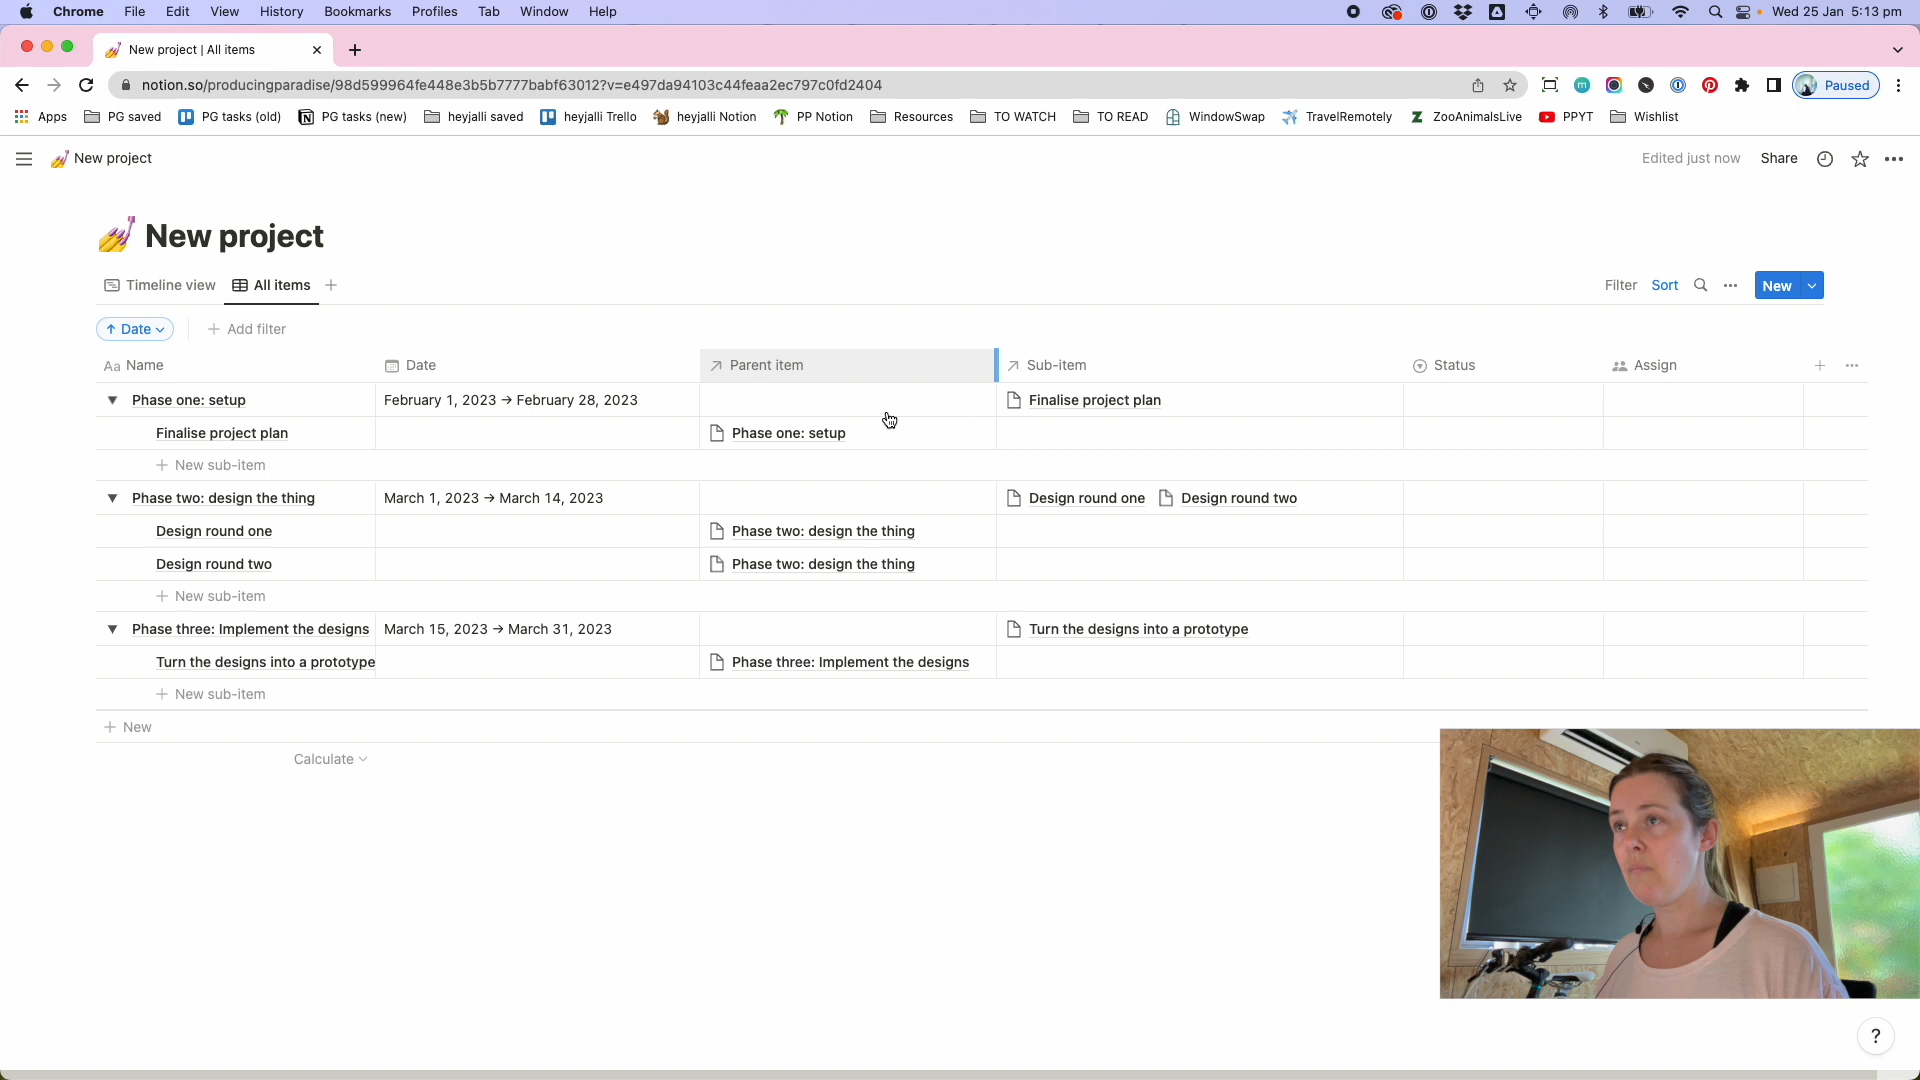 Chrome File Edit View History Bookmarks Profiles Tab Window Help Wed 25 Jan 5:13 pm
New project | All items
notion.so/producingparadise/98d599964fe448e3b5b7777babf63012?v=e497da94103c44feaa2ec797c0fd2404 Paused
Apps PG saved PG tasks (old) PG tasks (new) heyjalli saved heyjalli Trello heyjalli Notion PP Notion Resources TO WATCH TO READ WindowSwap TravelRemotely ZooAnimalsLive PPYT Wishlist
New project Edited just now Share
New project
Timeline view All items Filter Sort New
Date Add filter
Aa Name Date Parent item Sub-item Status Assign
Phase one: setup February 1, 2023 → February 28, 2023 Finalise project plan
Finalise project plan Phase one: setup
New sub-item
Phase two: design the thing March 1, 2023 → March 14, 2023 Design round one Design round two
Design round one Phase two: design the thing
Design round two Phase two: design the thing
New sub-item
Phase three: Implement the designs March 15, 2023 → March 31, 2023 Turn the designs into a prototype
Turn the designs into a prototype Phase three: Implement the designs
New sub-item
New
Calculate
?